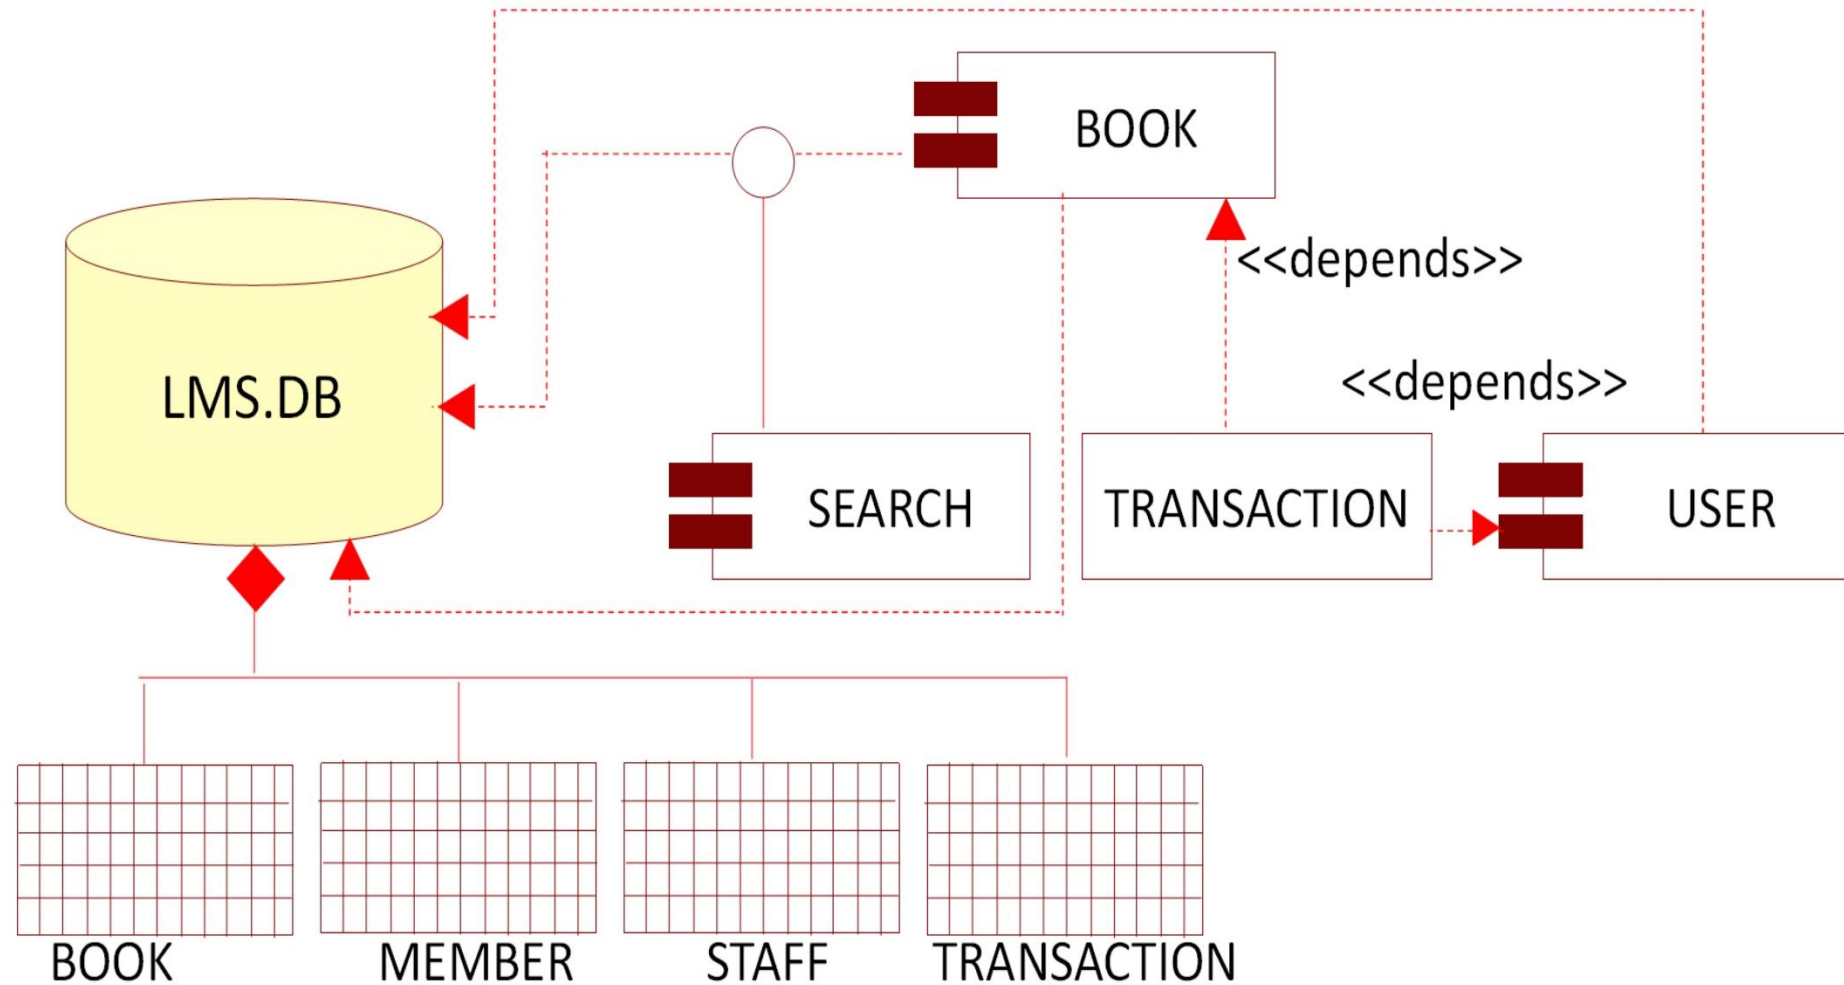 BOOK
<<depends>>
<<depends>>
LMS.DB
SEARCH
TRANSACTION
USER
BOOK
MEMBER
STAFF
TRANSACTION